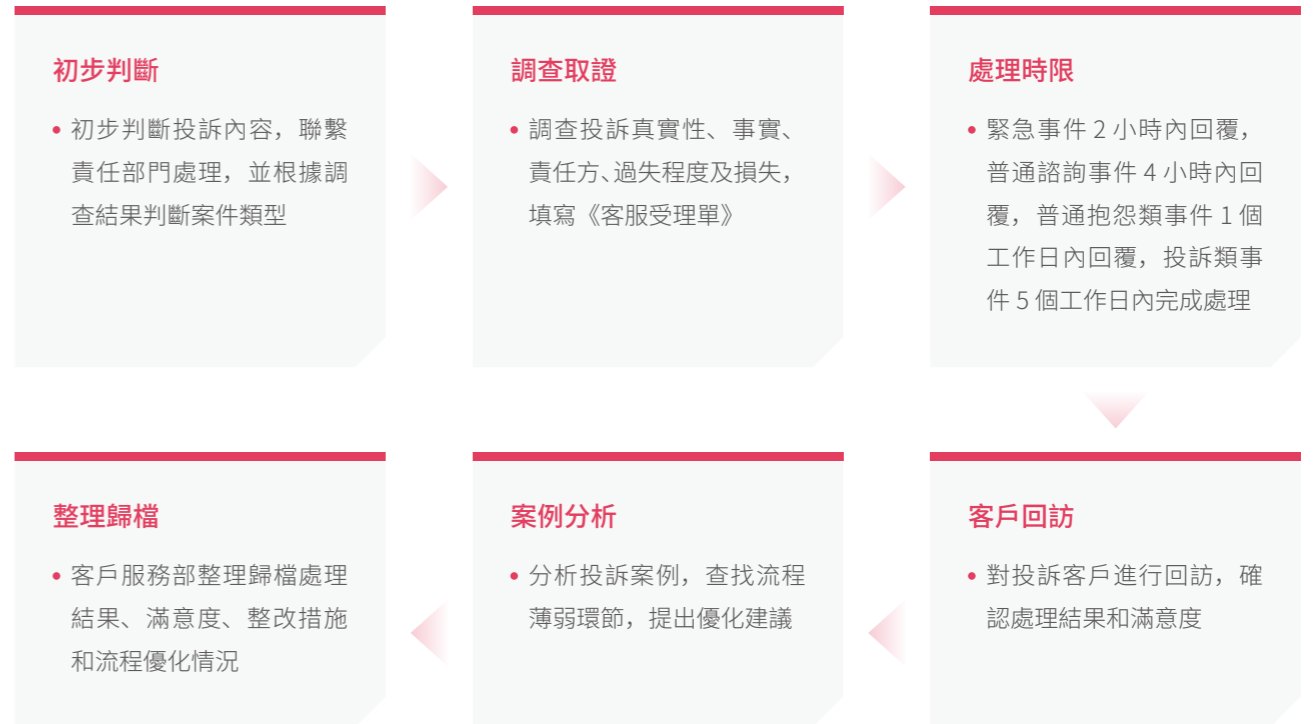 初步判斷
• 初步判斷投訴內容，聯繫
責任部門處理，並根據調
查結果判斷案件類型
調查取證
• 調查投訴真實性、事實、
責任方、過失程度及損失，
填寫《客服受理單》
處理時限
• 緊急事件 2 小時內回覆，
普通諮詢事件 4 小時內回
覆，普通抱怨類事件 1 個
工作日內回覆，投訴類事
件 5 個工作日內完成處理
客戶回訪
• 對投訴客戶進行回訪，確
認處理結果和滿意度
案例分析
• 分析投訴案例，查找流程
薄弱環節，提出優化建議
整理歸檔
• 客戶服務部整理歸檔處理
結果、滿意度、整改措施
和流程優化情況